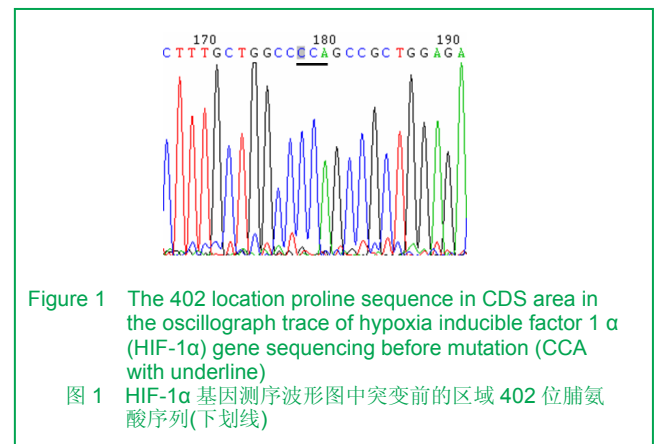 170 180 190
CTTTGCTGGCCCCCAGCCGCTGGAGA
Figure 1 The 402 location proline sequence in CDS area in
the oscillograph trace of hypoxia inducible factor 1 α
(HIF-1α) gene sequencing before mutation (CCA
with underline)
图 1 HIF-1α 基因测序波形图中突变前的区域 402 位脯氨
酸序列(下划线)